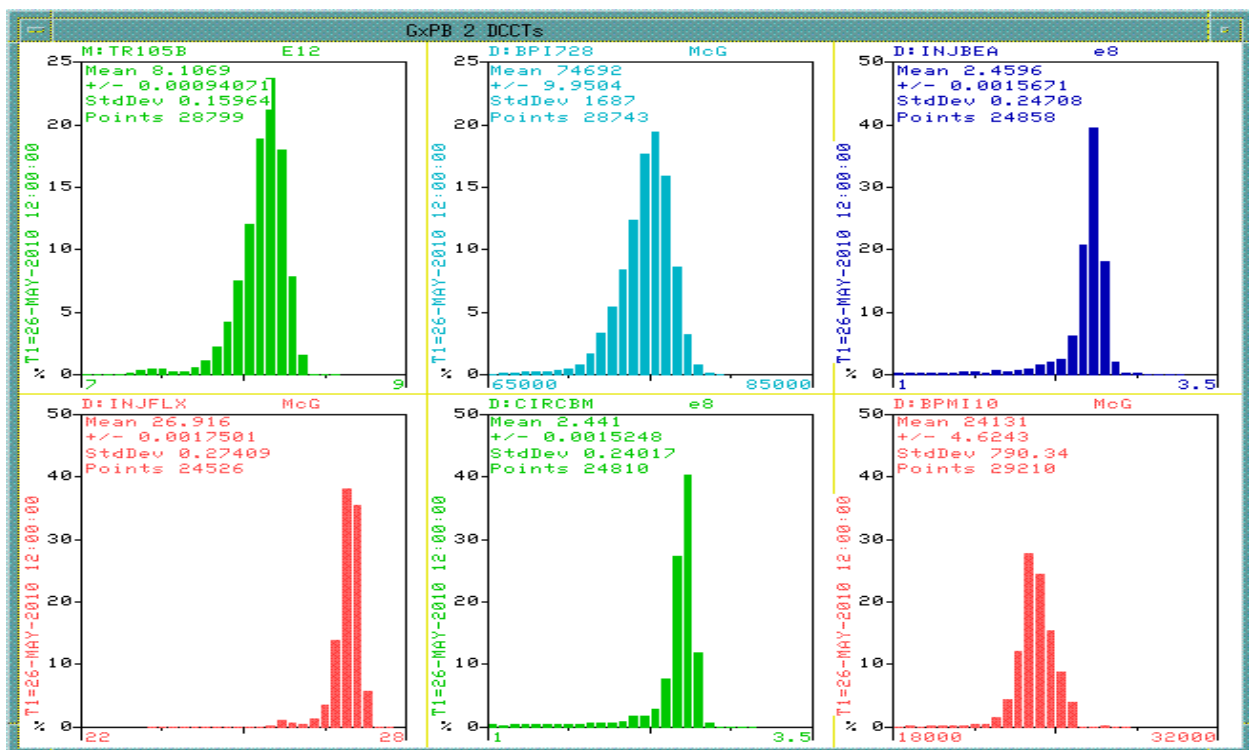 GxPB 2 DCCTs
M:TR105B E12
25
Mean 8.1069
+/- 0.00094071
StdDev 0.15964
Points 28799
20
15
10
5
% 0
7 9
T1=26-MAY-2010 12:00:00
D:BPI728 McG
25
Mean 74692
+/- 9.9504
StdDev 1687
Points 28743
20
15
10
5
% 0
65000 85000
T1=26-MAY-2010 12:00:00
D:INJBEA e8
50
Mean 2.4596
+/- 0.0015671
StdDev 0.24708
Points 24858
40
30
20
10
% 0
1 3.5
T1=26-MAY-2010 12:00:00
D:INJFLX McG
50
Mean 26.916
+/- 0.0017501
StdDev 0.27409
Points 24526
40
30
20
10
% 0
22 28
T1=26-MAY-2010 12:00:00
D:CIRCBM e8
50
Mean 2.441
+/- 0.0015248
StdDev 0.24017
Points 24810
40
30
20
10
% 0
1 3.5
T1=26-MAY-2010 12:00:00
D:BPMI10 McG
50
Mean 24131
+/- 4.6243
StdDev 790.34
Points 29210
40
30
20
10
% 0
18000 32000
T1=26-MAY-2010 12:00:00